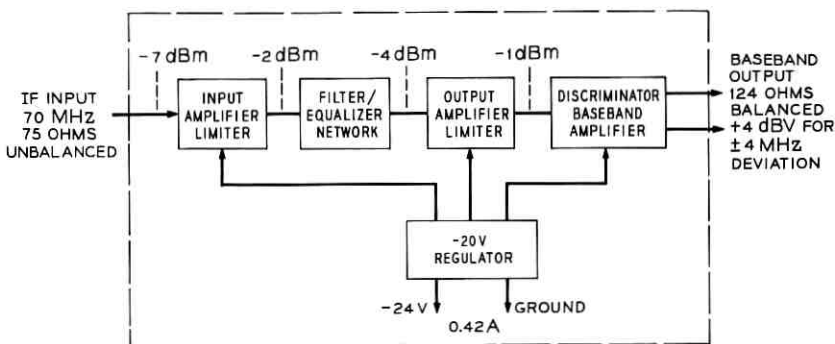 -7 dBm
-2 dBm
-4 dBm
-1 dBm
IF INPUT
70 MHz
75 OHMS
UNBALANCED
INPUT
AMPLIFIER
LIMITER
FILTER/
EQUALIZER
NETWORK
OUTPUT
AMPLIFIER
LIMITER
DISCRIMINATOR
BASEBAND
AMPLIFIER
BASEBAND
OUTPUT
124 OHMS
BALANCED
+4 dBV FOR
±4 MHz
DEVIATION
-20V
REGULATOR
-24V
GROUND
0.42A